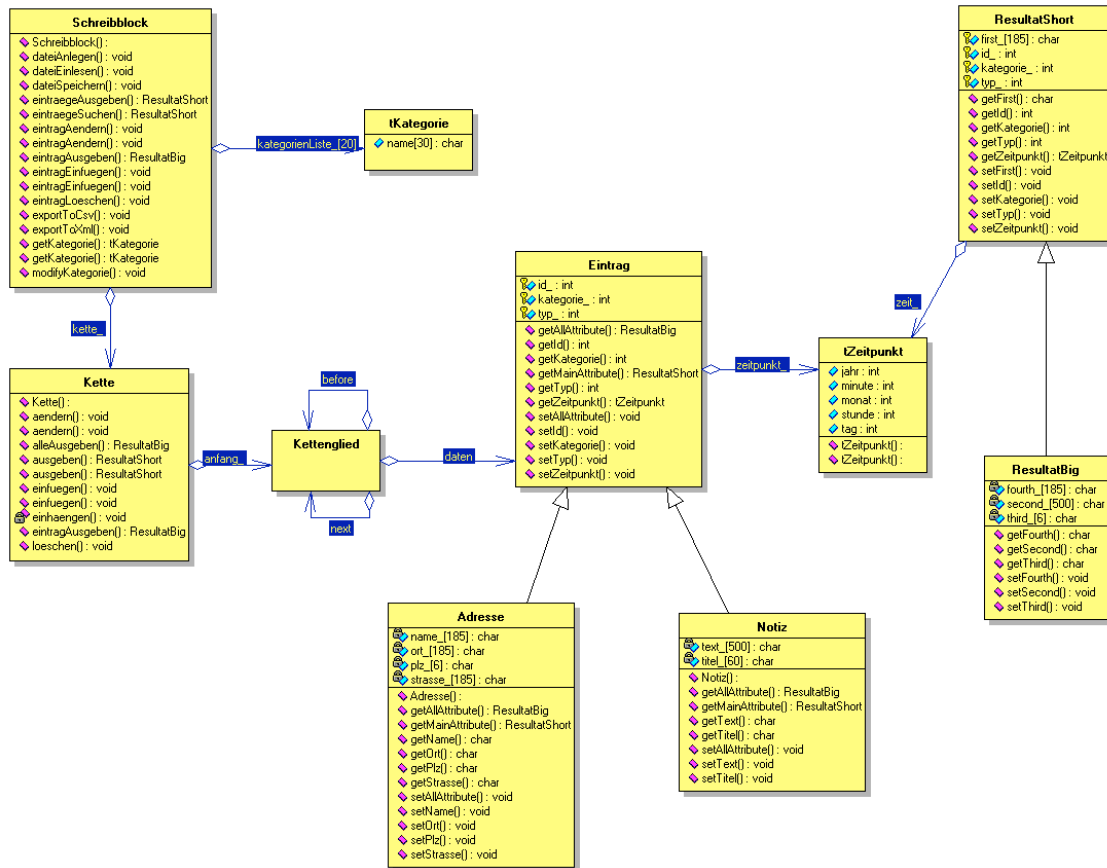 Schreibblock
Schreibblock() :
dateiAnlegen() : void
dateiEinlesen() : void
dateiSpeichern() : void
eintraegeAusgeben() : ResultatShort
eintraegeSuchen() : ResultatShort
eintragAendern() : void
eintragAendern() : void
eintragAusgeben() : ResultatBig
eintragEinfuegen() : void
eintragEinfuegen() : void
eintragLoeschen() : void
exportToCsv() : void
exportToXml() : void
getKategorie() : tKategorie
getKategorie() : tKategorie
modifyKategorie() : void
kategorienListe_[20]
tKategorie
name[30] : char
ResultatShort
first_[185] : char
id_ : int
kategorie_ : int
typ_ : int
getFirst() : char
getId() : int
getKategorie() : int
getTyp() : int
getZeitpunkt() : tZeitpunkt
setFirst() : void
setId() : void
setKategorie() : void
setTyp() : void
setZeitpunkt() : void
kette_
zeit_
Eintrag
id_ : int
kategorie_ : int
typ_ : int
getAllAttribute() : ResultatBig
getId() : int
getKategorie() : int
getMainAttribute() : ResultatShort
getTyp() : int
getZeitpunkt() : tZeitpunkt
setAllAttribute() : void
setId() : void
setKategorie() : void
setTyp() : void
setZeitpunkt() : void
zeitpunkt_
tZeitpunkt
jahr : int
minute : int
monat : int
stunde : int
tag : int
tZeitpunkt() :
tZeitpunkt() :
Kette
Kette() :
aendern() : void
aendern() : void
alleAusgeben() : ResultatBig
ausgeben() : ResultatShort
ausgeben() : ResultatShort
einfuegen() : void
einfuegen() : void
einhaengen() : void
eintragAusgeben() : ResultatBig
loeschen() : void
anfang_
before
Kettenglied
next
daten
ResultatBig
fourth_[185] : char
second_[500] : char
third_[6] : char
getFourth() : char
getSecond() : char
getThird() : char
setFourth() : void
setSecond() : void
setThird() : void
Adresse
name_[185] : char
ort_[185] : char
plz_[6] : char
strasse_[185] : char
Adresse() :
getAllAttribute() : ResultatBig
getMainAttribute() : ResultatShort
getName() : char
getOrt() : char
getPlz() : char
getStrasse() : char
setAllAttribute() : void
setName() : void
setOrt() : void
setPlz() : void
setStrasse() : void
Notiz
text_[500] : char
titel_[60] : char
Notiz() :
getAllAttribute() : ResultatBig
getMainAttribute() : ResultatShort
getText() : char
getTitel() : char
setAllAttribute() : void
setText() : void
setTitel() : void